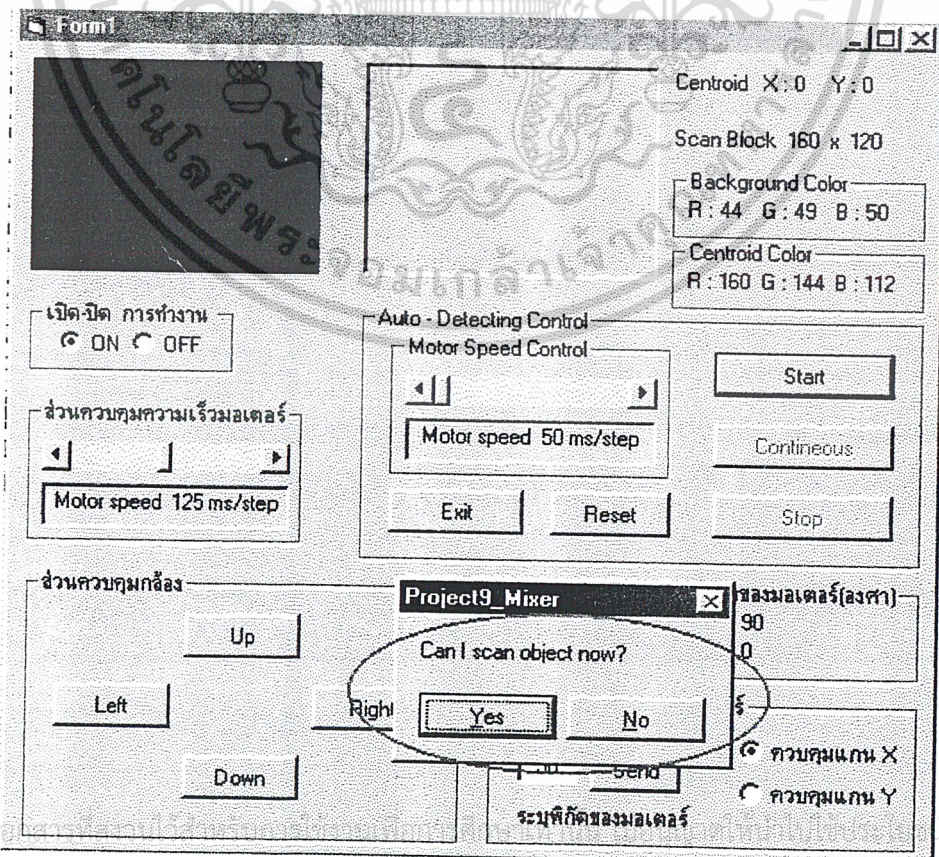 Form1
Centroid X : 0 Y : 0
Scan Block 160 x 120
Background Color
R : 44 G : 49 B : 50
Centroid Color
R : 160 G : 144 B : 112
เปิด-ปิด การทำงาน
ON OFF
Auto - Detecting Control
Motor Speed Control
Motor speed 50 ms/step
Start
Contineous
Stop
Exit
Reset
ส่วนควบคุมความเร็วมอเตอร์
Motor speed 125 ms/step
ส่วนควบคุมกล้อง
Up
Left
Right
Down
Project9_Mixer
Can I scan object now?
Yes
No
ของมอเตอร์(องศา)
90
0
Send
ควบคุมแกน X
ควบคุมแกน Y
ระบุพิกัดของมอเตอร์